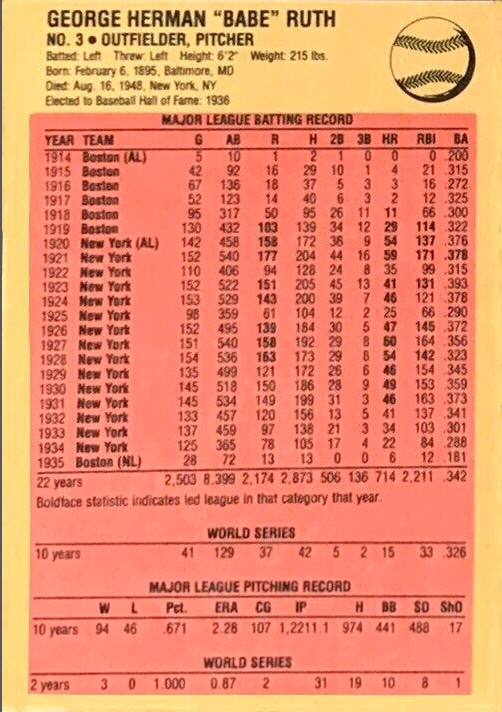 GEORGE HERMAN "BABE" RUTH
NO. 3 • OUTFIELDER, PITCHER
Batted: Left Threw: Left Height: 6'2" Weight: 215 lbs.
Born: February 6, 1895, Baltimore, MD
Died: Aug. 16, 1948, New York, NY
Elected to Baseball Hall of Fame: 1936
MAJOR LEAGUE BATTING RECORD
YEAR TEAM G AB R H 2B 3B HR RBI BA
1914 Boston (AL) 5 10 1 2 1 0 0 0 .200
1915 Boston 42 92 16 29 10 1 4 21 .315
1916 Boston 67 136 18 37 5 3 3 16 .272
1917 Boston 52 123 14 40 6 3 2 12 .325
1918 Boston 95 317 50 95 26 11 11 66 .300
1919 Boston 130 432 103 139 34 12 29 114 .322
1920 New York (AL) 142 458 158 172 36 9 54 137 .376
1921 New York 152 540 177 204 44 16 59 171 .378
1922 New York 110 406 94 128 24 8 35 99 .315
1923 New York 152 522 151 205 45 13 41 131 .393
1924 New York 153 529 143 200 39 7 46 121 .378
1925 New York 98 359 61 104 12 2 25 66 .290
1926 New York 152 495 139 184 30 5 47 145 .372
1927 New York 151 540 158 192 29 8 60 164 .356
1928 New York 154 536 163 173 29 8 54 142 .323
1929 New York 135 499 121 172 26 6 46 154 .345
1930 New York 145 518 150 186 28 9 49 153 .359
1931 New York 145 534 149 199 31 3 46 163 .373
1932 New York 133 457 120 156 13 5 41 137 .341
1933 New York 137 459 97 138 21 3 34 103 .301
1934 New York 125 365 78 105 17 4 22 84 .288
1935 Boston (NL) 28 72 13 13 0 0 6 12 .181
22 years 2,503 8,399 2,174 2,873 506 136 714 2,211 .342
Boldface statistic indicates led league in that category that year.
WORLD SERIES
10 years 41 129 37 42 5 2 15 33 .326
MAJOR LEAGUE PITCHING RECORD
W L Pct. ERA CG IP H BB SO ShO
10 years 94 46 .671 2.28 107 1,2211.1 974 441 488 17
WORLD SERIES
2 years 3 0 1.000 0.87 2 31 19 10 8 1